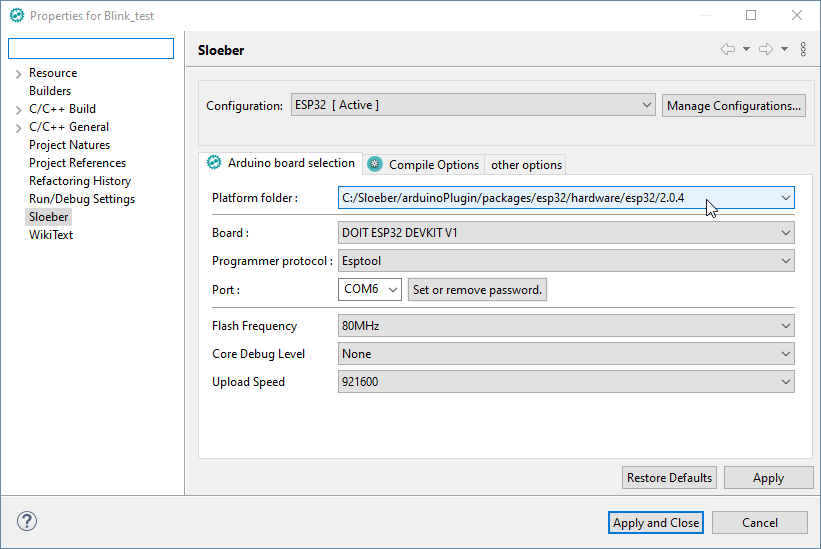 Properties for Blink_test
Resource
Builders
C/C++ Build
C/C++ General
Project Natures
Project References
Refactoring History
Run/Debug Settings
Sloeber
WikiText
Sloeber
Configuration: ESP32 [ Active ] Manage Configurations...
Arduino board selection Compile Options other options
Platform folder : C:/Sloeber/arduinoPlugin/packages/esp32/hardware/esp32/2.0.4
Board : DOIT ESP32 DEVKIT V1
Programmer protocol : Esptool
Port : COM6 Set or remove password.
Flash Frequency 80MHz
Core Debug Level None
Upload Speed 921600
Restore Defaults Apply
? Apply and Close Cancel